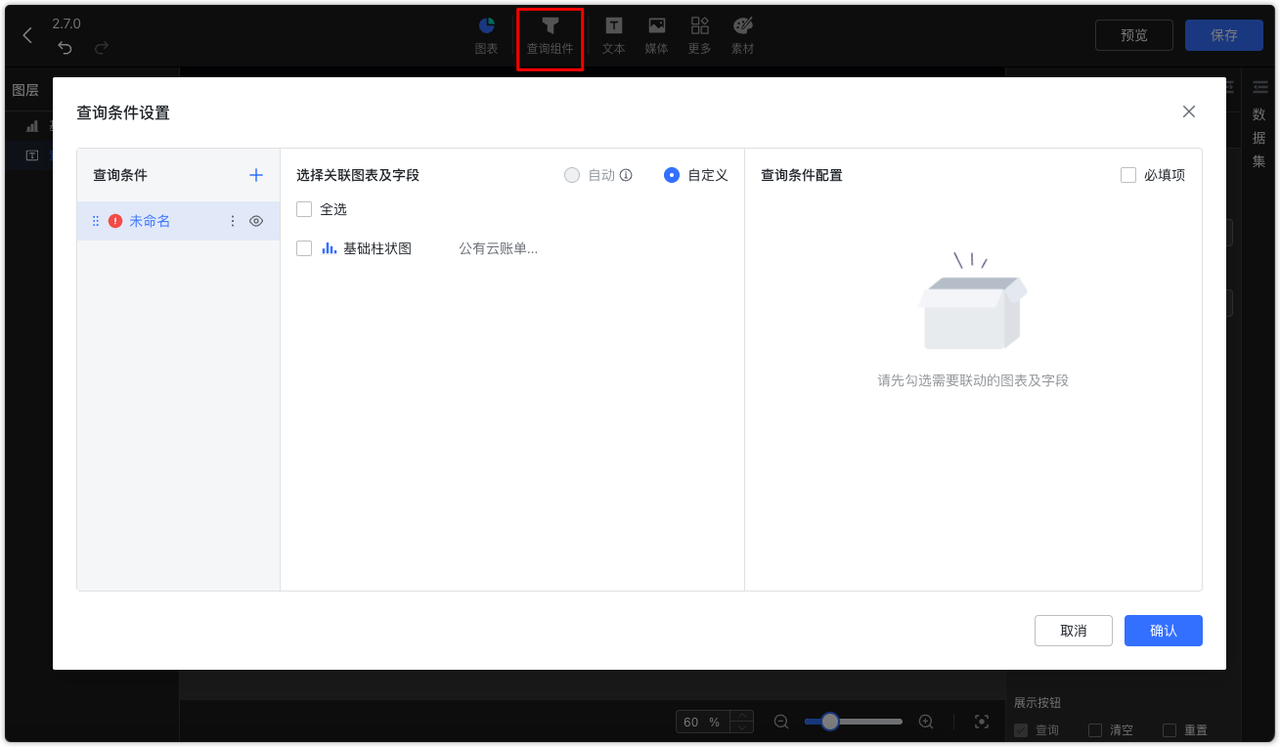 2.7.0
图表
查询组件
文本
媒体
更多
素材
预览
保存
图层
数据集
查询条件设置
查询条件
未命名
选择关联图表及字段
自动
自定义
全选
基础柱状图
公有云账单...
查询条件配置
必填项
请先勾选需要联动的图表及字段
取消
确认
60 %
展示按钮
查询
清空
重置